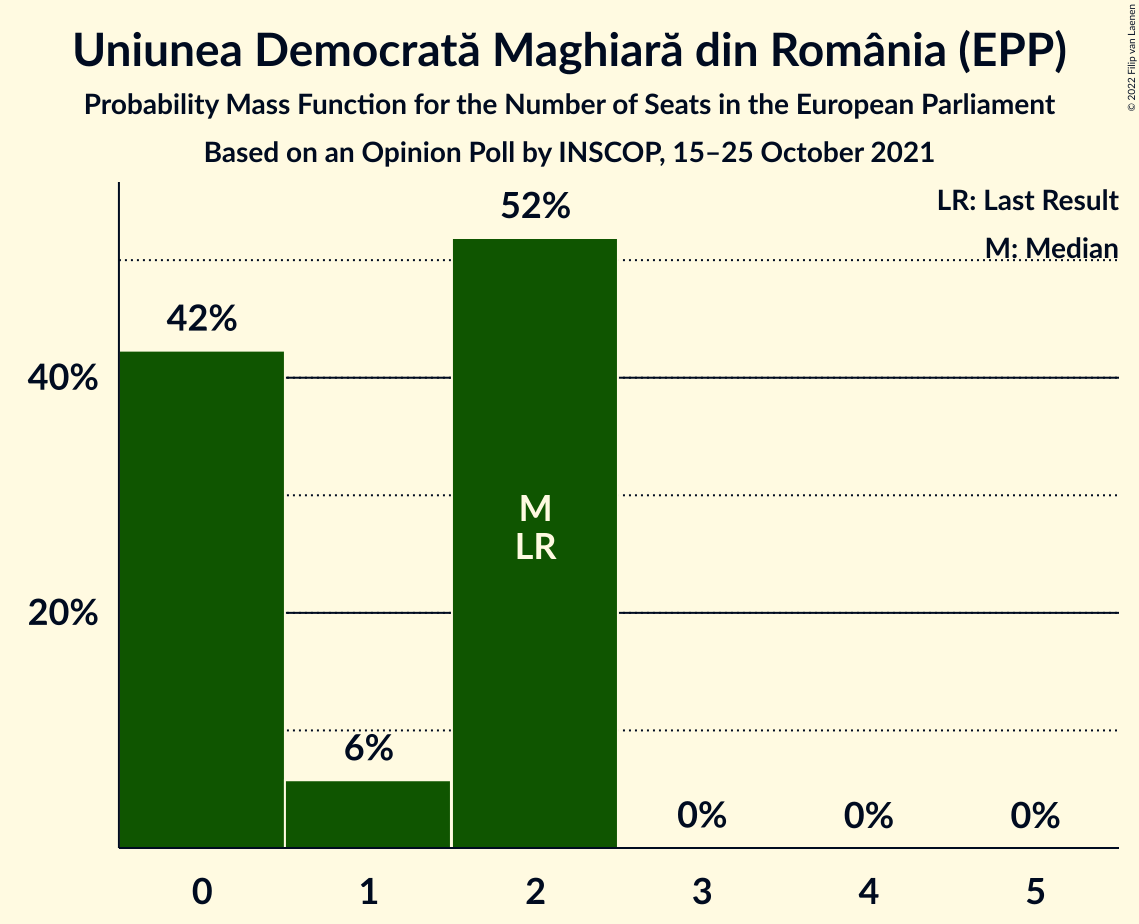 Uniunea Democrată Maghiară din România (EPP)
Probability Mass Function for the Number of Seats in the European Parliament
Based on an Opinion Poll by INSCOP, 15–25 October 2021
© 2022 Filip van Laenen
LR: Last Result
M: Median
52%
42%
40%
M
LR
20%
6%
0%
0%
0%
0
1
2
3
4
5